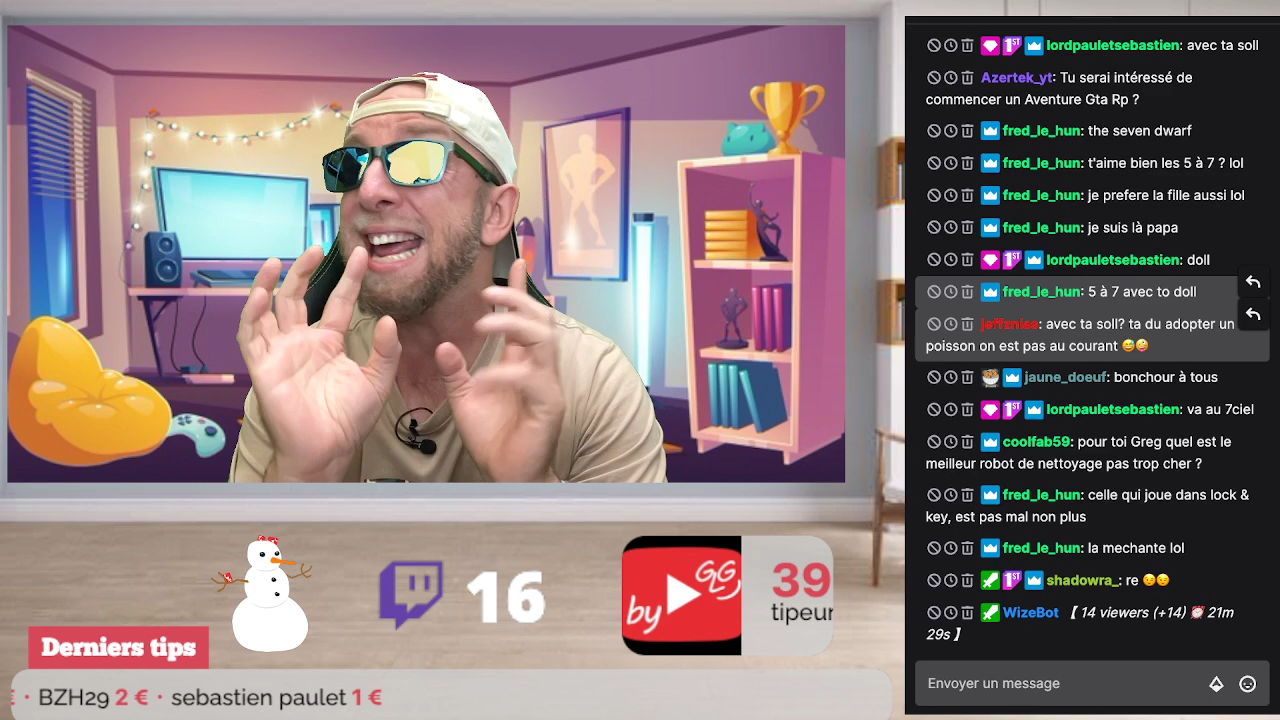 lordpauletsebastien: avec ta soll
Azertek_yt: Tu serai intéressé de
commencer un Aventure Gta Rp ?
fred_le_hun: the seven dwarf
fred_le_hun: t'aime bien les 5 à 7 ? lol
fred_le_hun: je prefere la fille aussi lol
fred_le_hun: je suis là papa
lordpauletsebastien: doll
fred_le_hun: 5 à 7 avec to doll
avec ta soll? ta du adopter un
poisson on est pas au courant 😅🤪
jaune_doeuf: bonchour à tous
lordpauletsebastien: va au 7ciel
coolfab59: pour toi Greg quel est le
meilleur robot de nettoyage pas trop cher ?
fred_le_hun: celle qui joue dans lock &
key, est pas mal non plus
fred_le_hun: la mechante lol
shadowra_: re 😏😏
WizeBot 【 14 viewers (+14) ⏰ 21m
29s 】
Envoyer un message
16
by GG
39
tipeur
Derniers tips
€ · BZH29 2 € · sebastien paulet 1 €